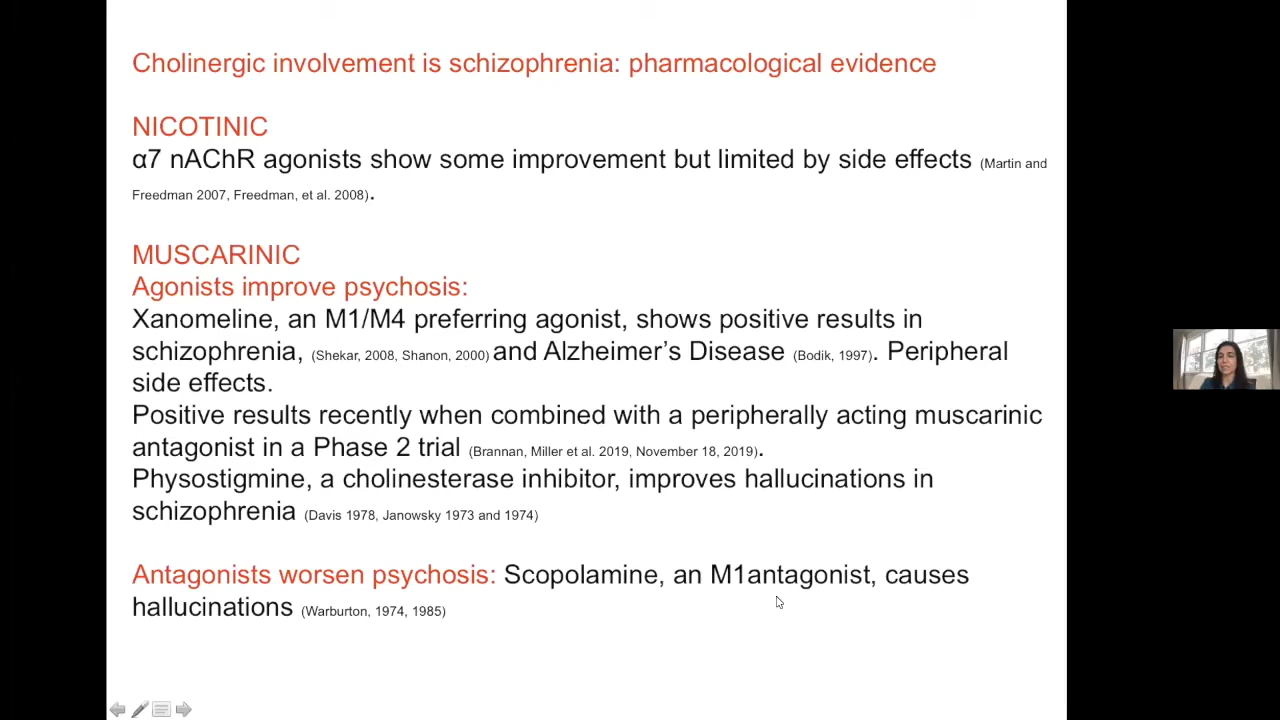 Cholinergic involvement is schizophrenia: pharmacological evidence
NICOTINIC
α7 nAChR agonists show some improvement but limited by side effects (Martin and
Freedman 2007, Freedman, et al. 2008).
MUSCARINIC
Agonists improve psychosis:
Xanomeline, an M1/M4 preferring agonist, shows positive results in
schizophrenia, (Shekar, 2008, Shanon, 2000) and Alzheimer’s Disease (Bodik, 1997). Peripheral
side effects.
Positive results recently when combined with a peripherally acting muscarinic
antagonist in a Phase 2 trial (Brannan, Miller et al. 2019, November 18, 2019).
Physostigmine, a cholinesterase inhibitor, improves hallucinations in
schizophrenia (Davis 1978, Janowsky 1973 and 1974)
Antagonists worsen psychosis: Scopolamine, an M1antagonist, causes
hallucinations (Warburton, 1974, 1985)